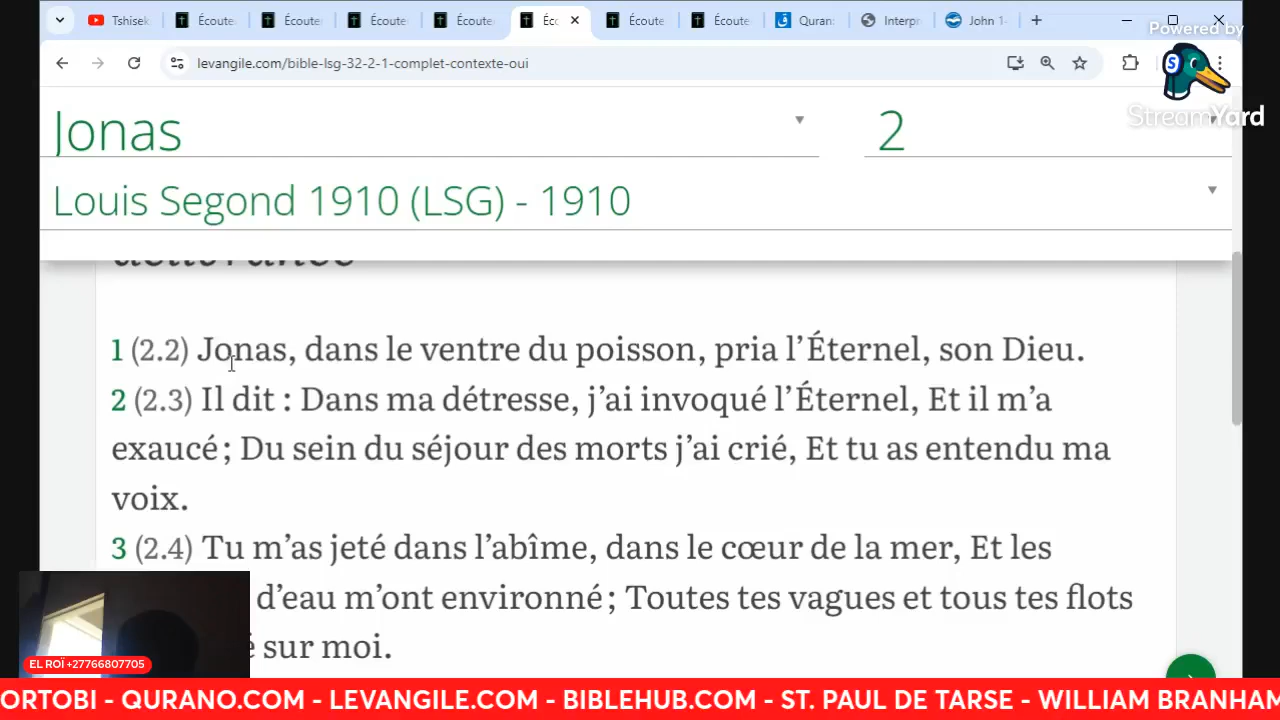 Tshisek
Écoute
Écoute
Écoute
Écoute
Éco
Écoute
Écoute
Quran
Interp
John 1
Powered by
levangile.com/bible-lsg-32-2-1-complet-contexte-oui
StreamYard
Jonas
2
Louis Segond 1910 (LSG) - 1910
1 (2.2) Jonas, dans le ventre du poisson, pria l’Éternel, son Dieu.
2 (2.3) Il dit : Dans ma détresse, j’ai invoqué l’Éternel, Et il m’a
exaucé ; Du sein du séjour des morts j’ai crié, Et tu as entendu ma
voix.
3 (2.4) Tu m’as jeté dans l’abîme, dans le cœur de la mer, Et les
d’eau m’ont environné ; Toutes tes vagues et tous tes flots
sur moi.
EL ROÏ +27766807705
ORTOBI - QURANO.COM - LEVANGILE.COM - BIBLEHUB.COM - ST. PAUL DE TARSE - WILLIAM BRANHAM